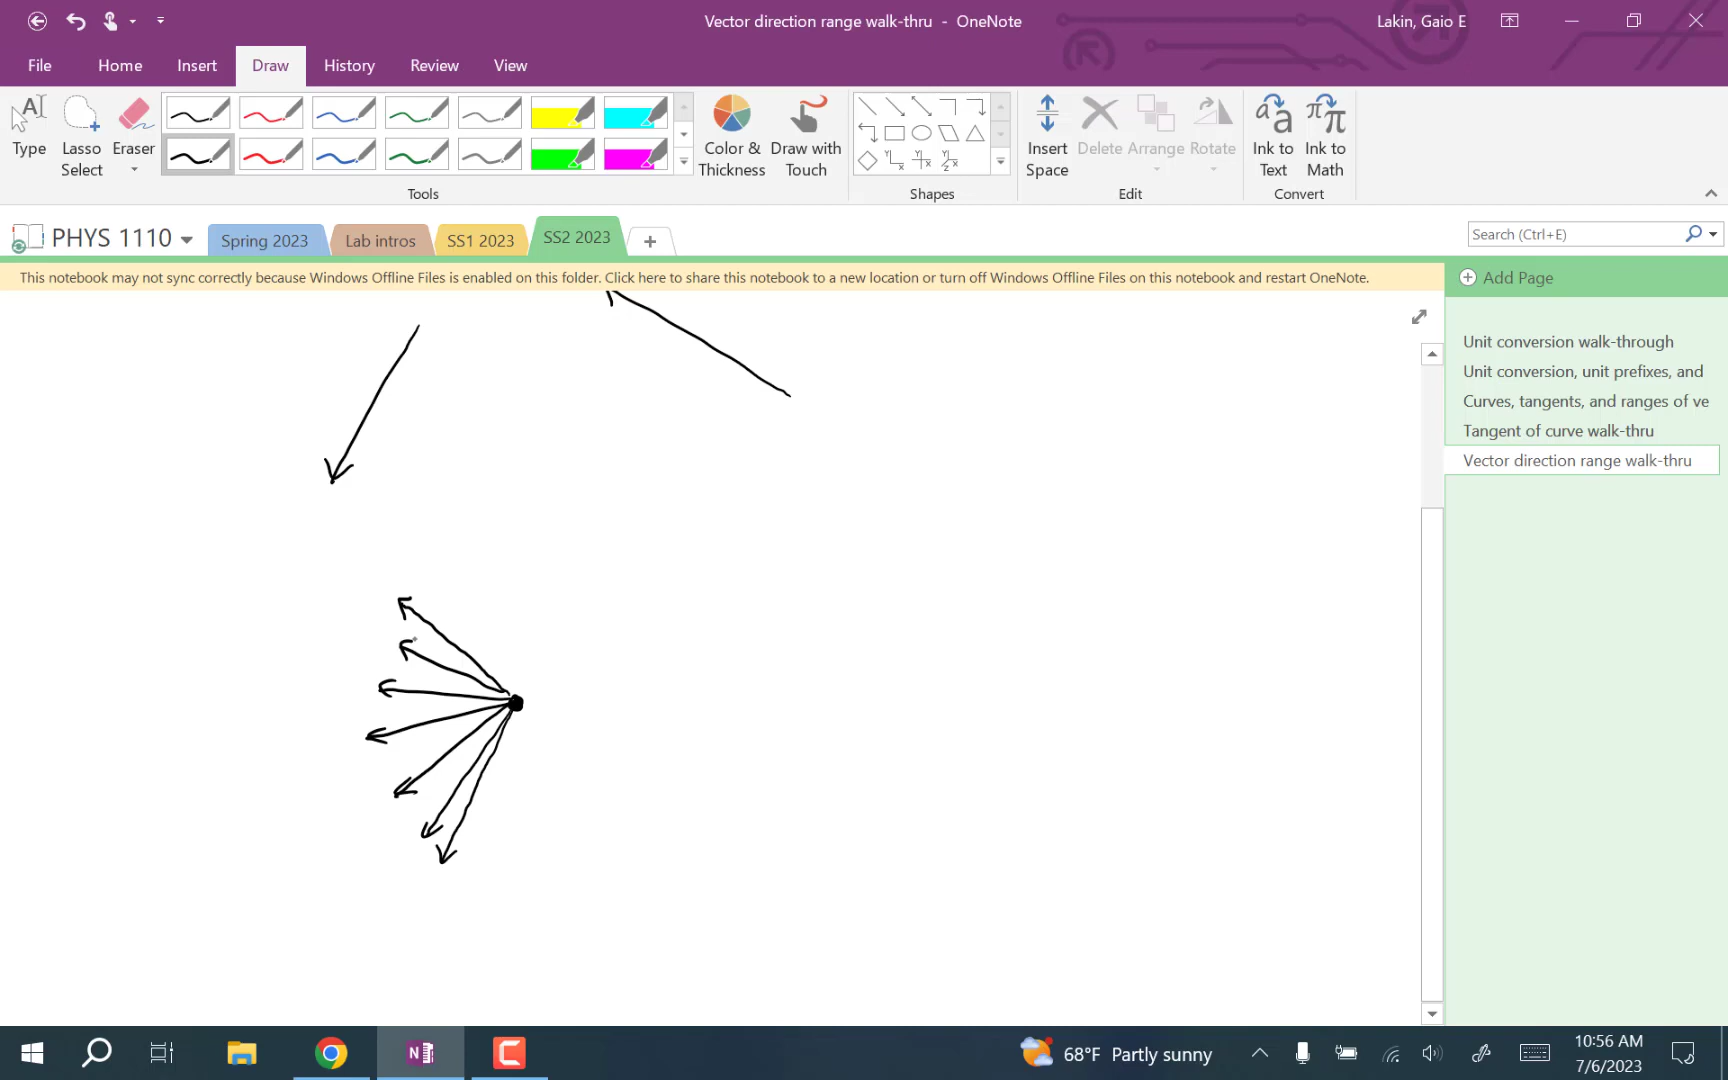 Vector direction range walk-thru - OneNote
Lakin, Gaio E
File Home Insert Draw History Review View
Type
Lasso Select
Eraser
Color & Thickness
Draw with Touch
Insert Space
Delete
Arrange
Rotate
Ink to Text
Ink to Math
Tools
Shapes
Edit
Convert
PHYS 1110
Spring 2023
Lab intros
SS1 2023
SS2 2023
Search (Ctrl+E)
This notebook may not sync correctly because Windows Offline Files is enabled on this folder. Click here to share this notebook to a new location or turn off Windows Offline Files on this notebook and restart OneNote.
Add Page
Unit conversion walk-through
Unit conversion, unit prefixes, and
Curves, tangents, and ranges of ve
Tangent of curve walk-thru
Vector direction range walk-thru
68°F Partly sunny
10:56 AM
7/6/2023